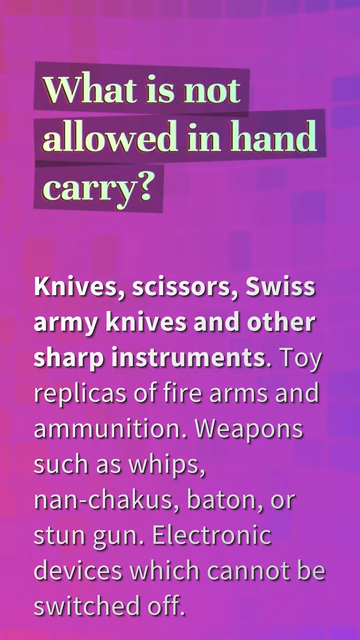 What is not
allowed in hand
carry?
Knives, scissors, Swiss
army knives and other
sharp instruments. Toy
replicas of fire arms and
ammunition. Weapons
such as whips,
nan-chakus, baton, or
stun gun. Electronic
devices which cannot be
switched off.